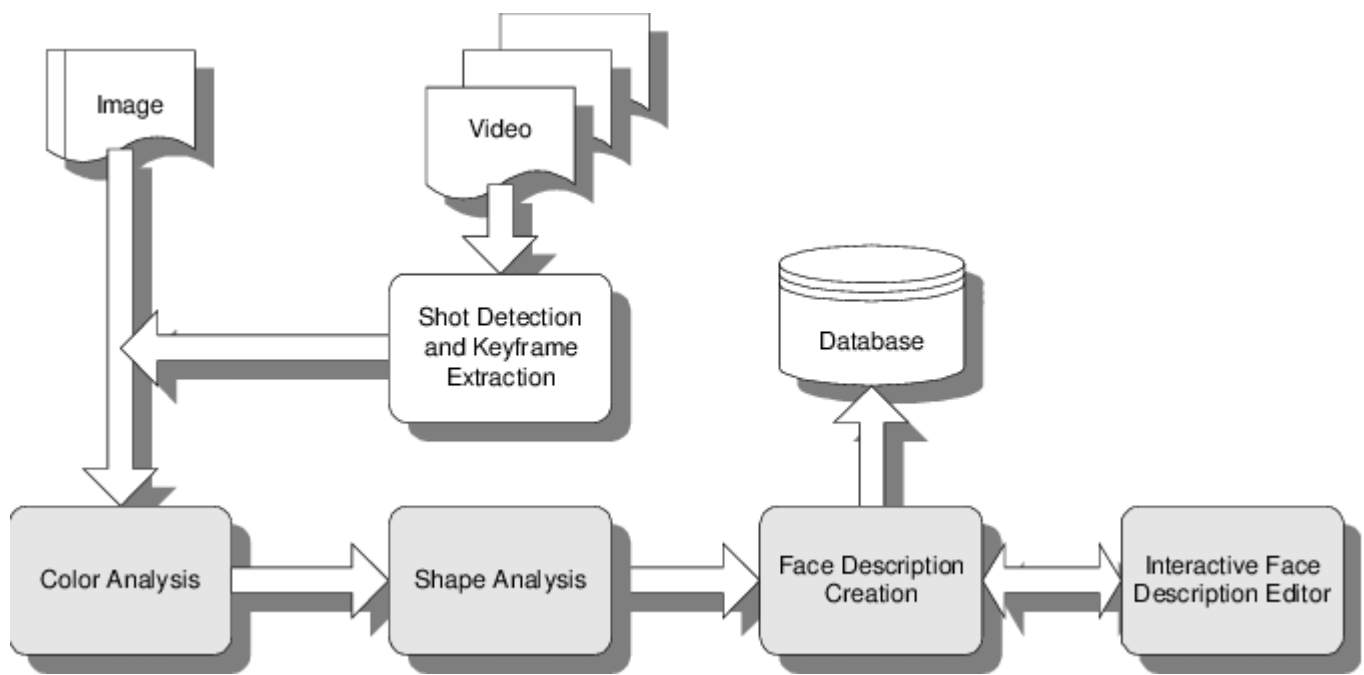 Image
Video
Shot Detection
and Keyframe
Extraction
Database
Color Analysis
Shape Analysis
Face Description
Creation
Interactive Face
Description Editor